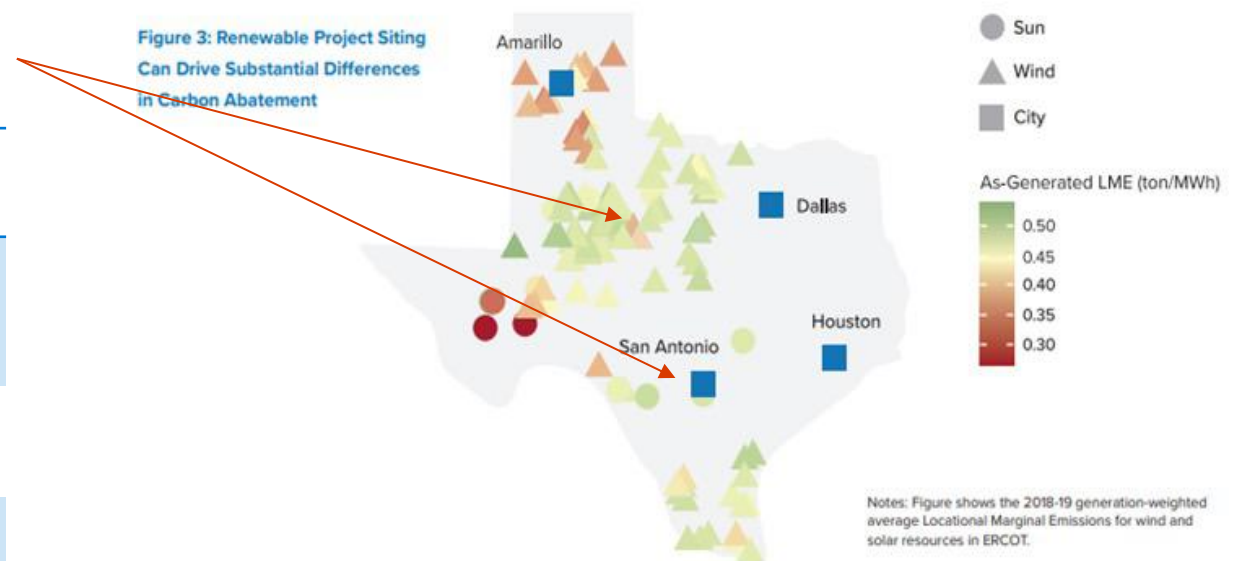 Figure 3: Renewable Project Siting
Can Drive Substantial Differences
in Carbon Abatement
Amarillo
Dallas
Houston
San Antonio
Sun
Wind
City
As-Generated LME (ton/MWh)
0.50
0.45
0.40
0.35
0.30
Notes: Figure shows the 2018-19 generation-weighted
average Locational Marginal Emissions for wind and
solar resources in ERCOT.